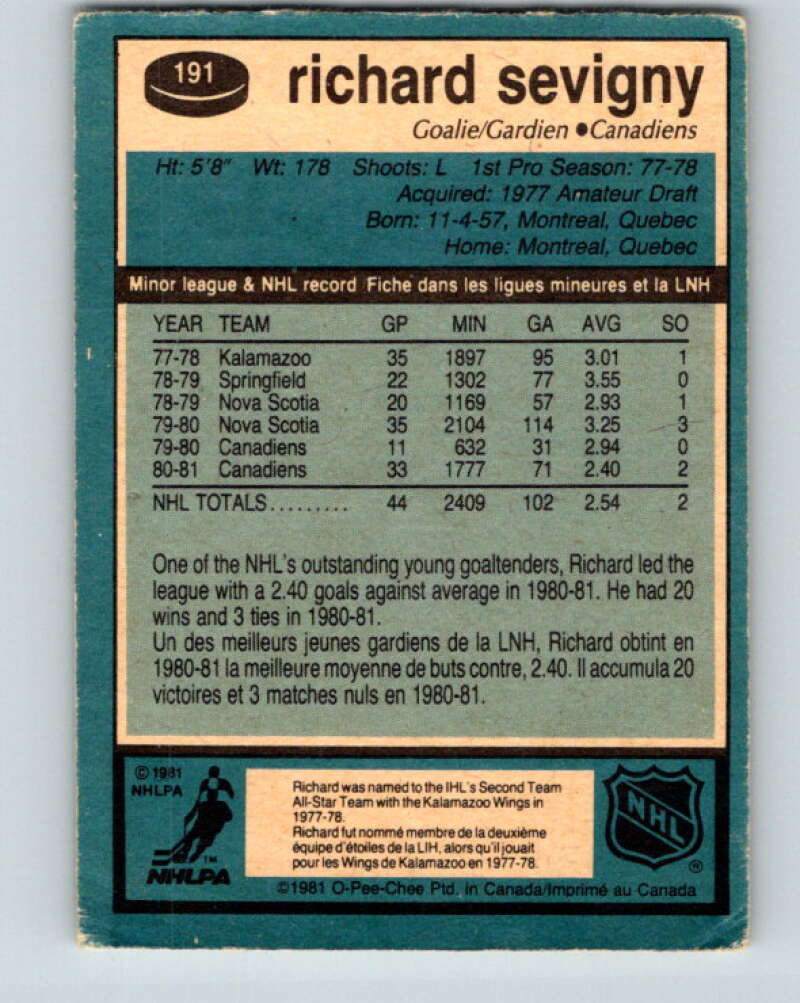 191
richard sevigny
Goalie/Gardien ●Canadiens
Ht: 5'8" Wt: 178 Shoots: L 1st Pro Season: 77-78
Acquired: 1977 Amateur Draft
Born: 11-4-57, Montreal, Quebec
Home: Montreal, Quebec
Minor league & NHL record Fiche dans les ligues mineures et la LNH
YEAR TEAM GP MIN GA AVG SO
77-78 Kalamazoo 35 1897 95 3.01 1
78-79 Springfield 22 1302 77 3.55 0
78-79 Nova Scotia 20 1169 57 2.93 1
79-80 Nova Scotia 35 2104 114 3.25 3
79-80 Canadiens 11 632 31 2.94 0
80-81 Canadiens 33 1777 71 2.40 2
NHL TOTALS......... 44 2409 102 2.54 2
One of the NHL's outstanding young goaltenders, Richard led the
league with a 2.40 goals against average in 1980-81. He had 20
wins and 3 ties in 1980-81.
Un des meilleurs jeunes gardiens de la LNH, Richard obtint en
1980-81 la meilleure moyenne de buts contre, 2.40. Il accumula 20
victoires et 3 matches nuls en 1980-81.
© 1981
NHLPA
TM
NHLPA
Richard was named to the IHL's Second Team
All-Star Team with the Kalamazoo Wings in
1977-78.
Richard fut nommé membre de la deuxième
équipe d'étoiles de la LIH, alors qu'il jouait
pour les Wings de Kalamazoo en 1977-78.
NHL
®
©1981 O-Pee-Chee Ptd. in Canada/Imprimé au Canada